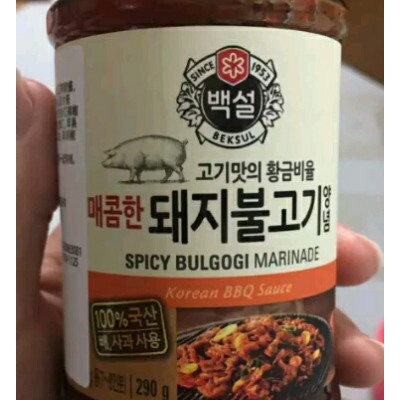 SINCE 1953
백설
BEKSUL
고기맛의 황금비율
매콤한 돼지불고기 양념
SPICY BULGOGI MARINADE
Korean BBQ Sauce
100% 국산
배, 사과 사용
290 g